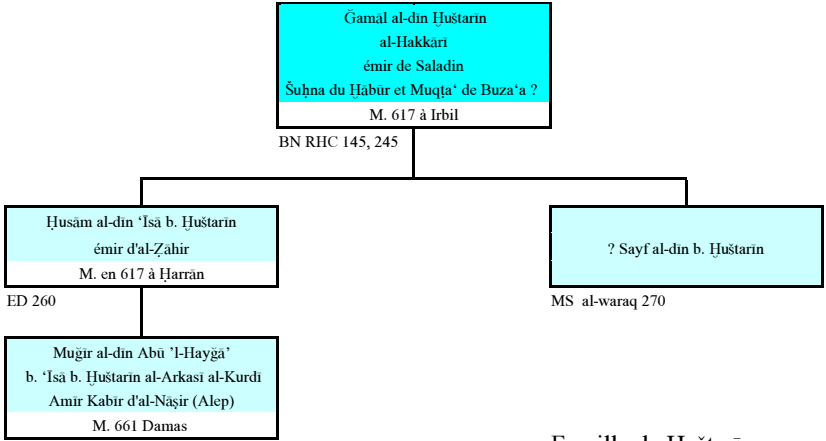 Ǧamāl al-dīn Ḫuštarīn
al-Hakkārī
émir de Saladin
Šuḥna du Ḫābūr et Muqṭa‘ de Buza‘a ?
M. 617 à Irbil
BN RHC 145, 245
Ḥusām al-dīn ‘Īsā b. Ḫuštarīn
émir d'al-Ẓāhir
M. en 617 à Ḥarrān
ED 260
? Sayf al-dīn b. Ḫuštarīn
MS al-waraq 270
Muǧīr al-dīn Abū ’l-Hayǧā’
b. ‘Īsā b. Ḫuštarīn al-Arkasī al-Kurdī
Amīr Kabīr d'al-Nāṣir (Alep)
M. 661 Damas